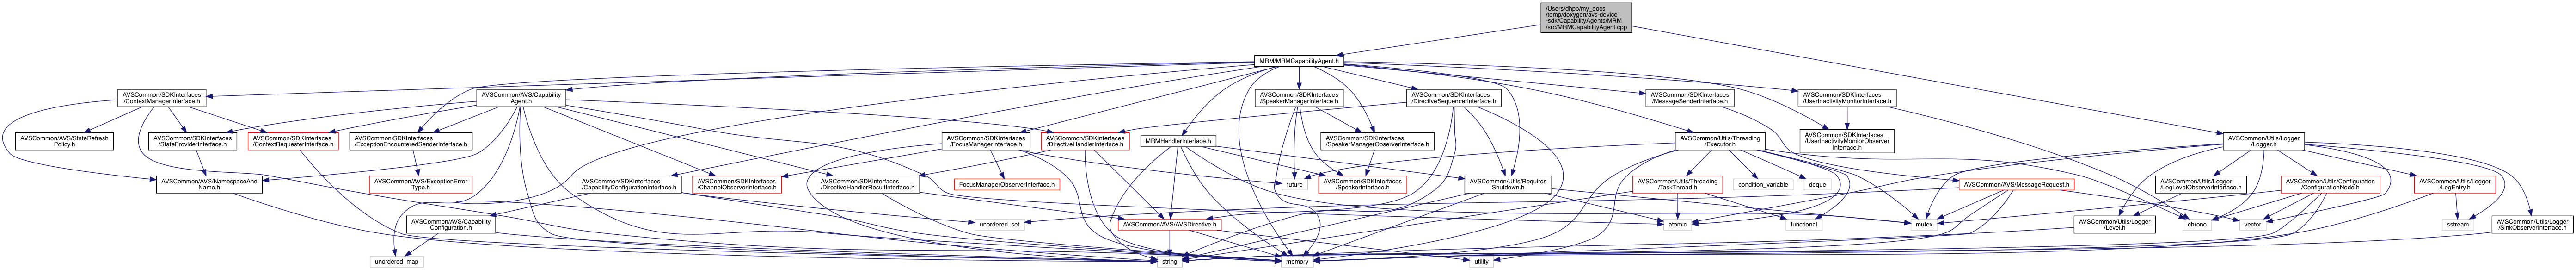 /Users/dhpp/my_docs
/temp/doxygen/avs-device
-sdk/CapabilityAgents/MRM
/src/MRMCapabilityAgent.cpp
MRM/MRMCapabilityAgent.h
AVSCommon/SDKInterfaces
/ContextManagerInterface.h
AVSCommon/AVS/Capability
Agent.h
AVSCommon/SDKInterfaces
/SpeakerManagerInterface.h
AVSCommon/SDKInterfaces
/DirectiveSequencerInterface.h
AVSCommon/SDKInterfaces
/MessageSenderInterface.h
AVSCommon/SDKInterfaces
/UserInactivityMonitorInterface.h
AVSCommon/AVS/StateRefresh
Policy.h
AVSCommon/SDKInterfaces
/StateProviderInterface.h
AVSCommon/SDKInterfaces
/ContextRequesterInterface.h
AVSCommon/SDKInterfaces
/ExceptionEncounteredSenderInterface.h
AVSCommon/SDKInterfaces
/FocusManagerInterface.h
AVSCommon/SDKInterfaces
/DirectiveHandlerInterface.h
MRMHandlerInterface.h
AVSCommon/SDKInterfaces
/SpeakerManagerObserverInterface.h
AVSCommon/Utils/Threading
/Executor.h
AVSCommon/SDKInterfaces
/UserInactivityMonitorObserver
Interface.h
AVSCommon/Utils/Logger
/Logger.h
AVSCommon/AVS/NamespaceAnd
Name.h
AVSCommon/AVS/ExceptionError
Type.h
AVSCommon/SDKInterfaces
/CapabilityConfigurationInterface.h
AVSCommon/SDKInterfaces
/ChannelObserverInterface.h
AVSCommon/SDKInterfaces
/DirectiveHandlerResultInterface.h
FocusManagerObserverInterface.h
future
AVSCommon/SDKInterfaces
/SpeakerInterface.h
AVSCommon/Utils/Requires
Shutdown.h
AVSCommon/Utils/Threading
/TaskThread.h
condition_variable
deque
AVSCommon/AVS/MessageRequest.h
AVSCommon/Utils/Logger
/LogLevelObserverInterface.h
AVSCommon/Utils/Configuration
/ConfigurationNode.h
AVSCommon/Utils/Logger
/LogEntry.h
AVSCommon/AVS/Capability
Configuration.h
unordered_set
AVSCommon/AVS/AVSDirective.h
atomic
functional
mutex
AVSCommon/Utils/Logger
/Level.h
chrono
vector
sstream
AVSCommon/Utils/Logger
/SinkObserverInterface.h
unordered_map
string
memory
utility